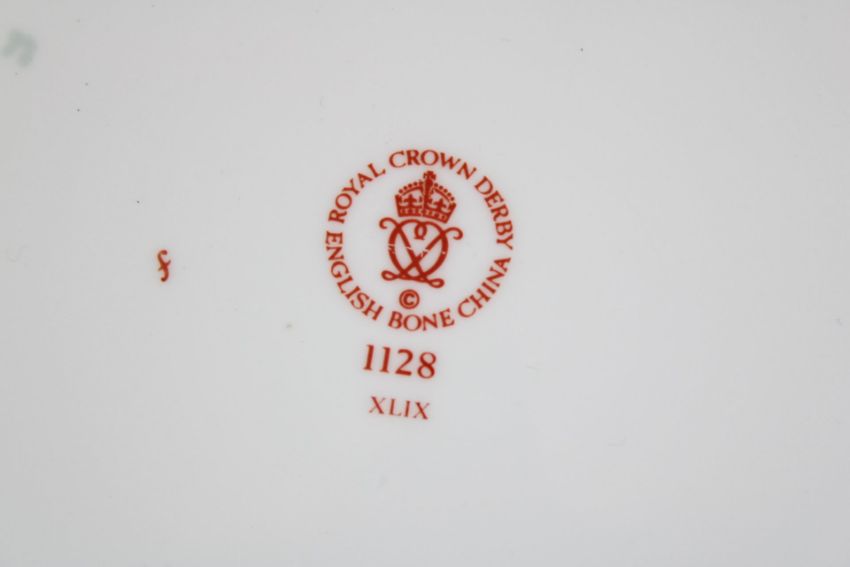 ROYAL CROWN DERBY
ENGLISH BONE CHINA
©
1128
XLIX
f